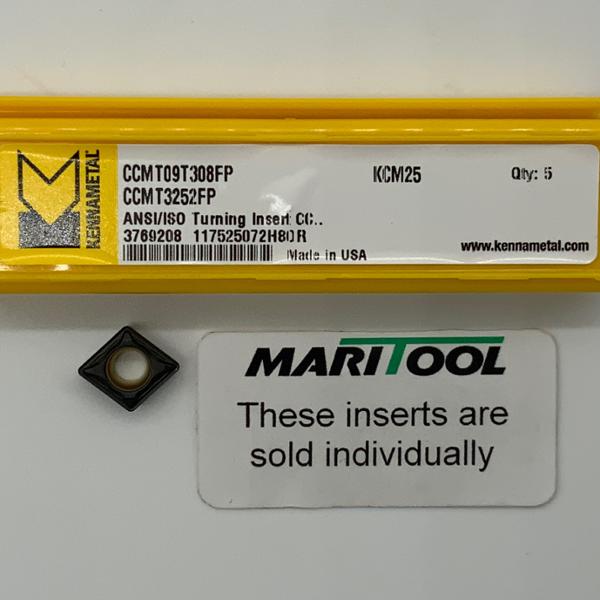 KENNAMETAL
CCMT09T308FP KCM25 Qty: 5
CCMT3252FP
ANSI/ISO Turning Insert CC..
3769208 117525072H80R
Made in USA
www.kennametal.com
MARITOOL
These inserts are
sold individually